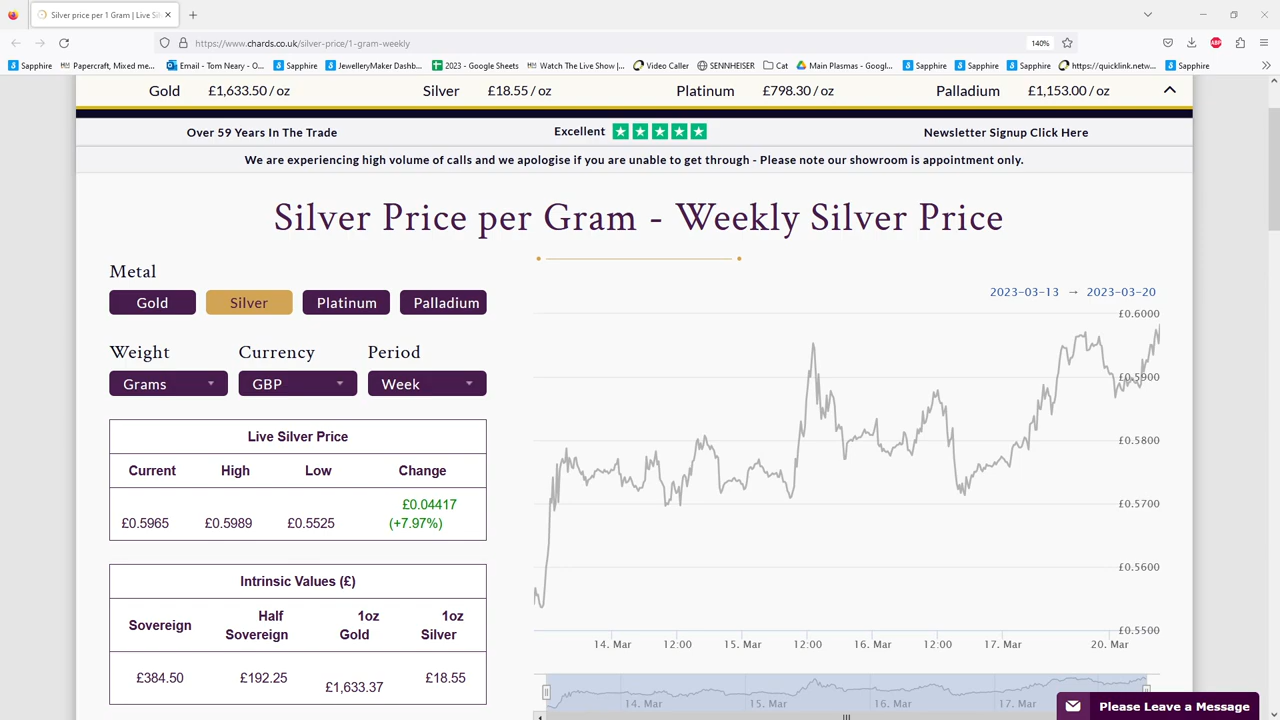 Silver price per 1 Gram | Live Sil
https://www.chards.co.uk/silver-price/1-gram-weekly
140%
Sapphire
Papercraft, Mixed me...
Email - Tom Neary - O...
Sapphire
JewelleryMaker Dashb...
2023 - Google Sheets
Watch The Live Show |...
Video Caller
SENNHEISER
Cat
Main Plasmas - Googl...
Sapphire
Sapphire
Sapphire
https://quicklink.netw...
Sapphire
Gold £1,633.50 / oz
Silver £18.55 / oz
Platinum £798.30 / oz
Palladium £1,153.00 / oz
Over 59 Years In The Trade
Excellent
Newsletter Signup Click Here
We are experiencing high volume of calls and we apologise if you are unable to get through - Please note our showroom is appointment only.
Silver Price per Gram - Weekly Silver Price
Metal
Gold Silver Platinum Palladium
Weight Currency Period
Grams GBP Week
Live Silver Price
Current High Low Change
£0.5965 £0.5989 £0.5525 £0.04417
(+7.97%)
Intrinsic Values (£)
Sovereign
Half
Sovereign
1oz
Gold
1oz
Silver
£384.50 £192.25 £1,633.37 £18.55
2023-03-13 → 2023-03-20
£0.6000
£0.5900
£0.5800
£0.5700
£0.5600
£0.5500
14. Mar 12:00 15. Mar 12:00 16. Mar 12:00 17. Mar 20. Mar
14. Mar 15. Mar 16. Mar 17. Mar
Please Leave a Message